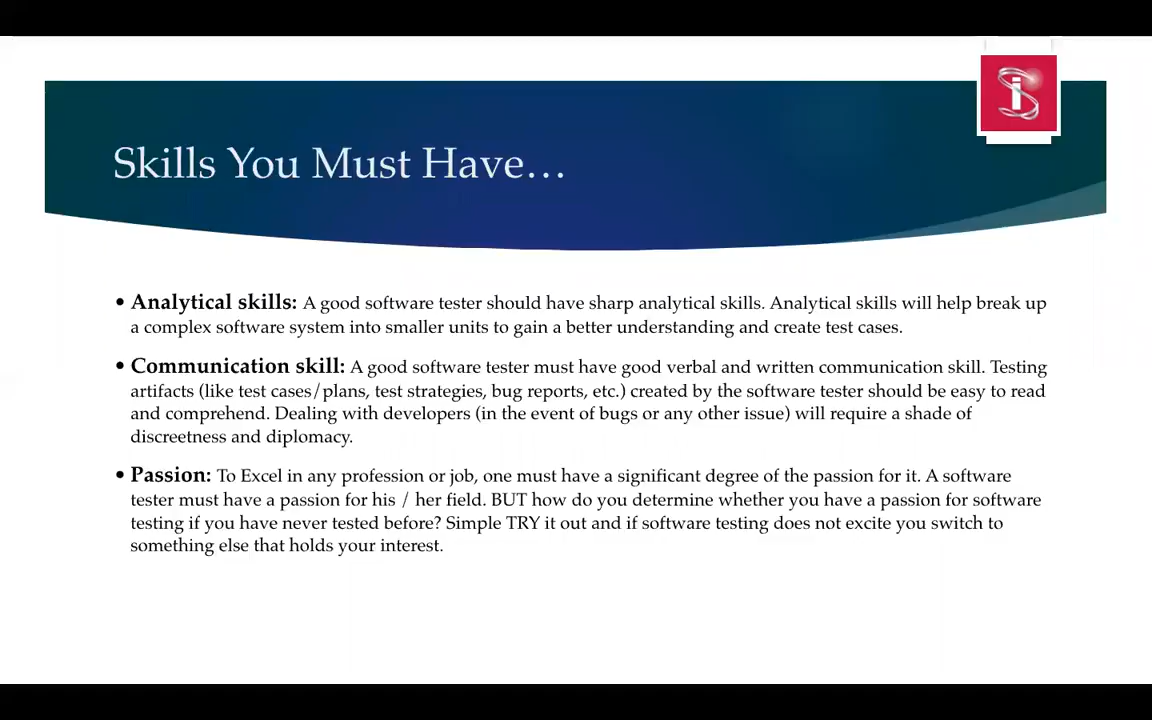 Skills You Must Have…
• Analytical skills: A good software tester should have sharp analytical skills. Analytical skills will help break up
a complex software system into smaller units to gain a better understanding and create test cases.
• Communication skill: A good software tester must have good verbal and written communication skill. Testing
artifacts (like test cases/plans, test strategies, bug reports, etc.) created by the software tester should be easy to read
and comprehend. Dealing with developers (in the event of bugs or any other issue) will require a shade of
discreetness and diplomacy.
• Passion: To Excel in any profession or job, one must have a significant degree of the passion for it. A software
tester must have a passion for his / her field. BUT how do you determine whether you have a passion for software
testing if you have never tested before? Simple TRY it out and if software testing does not excite you switch to
something else that holds your interest.